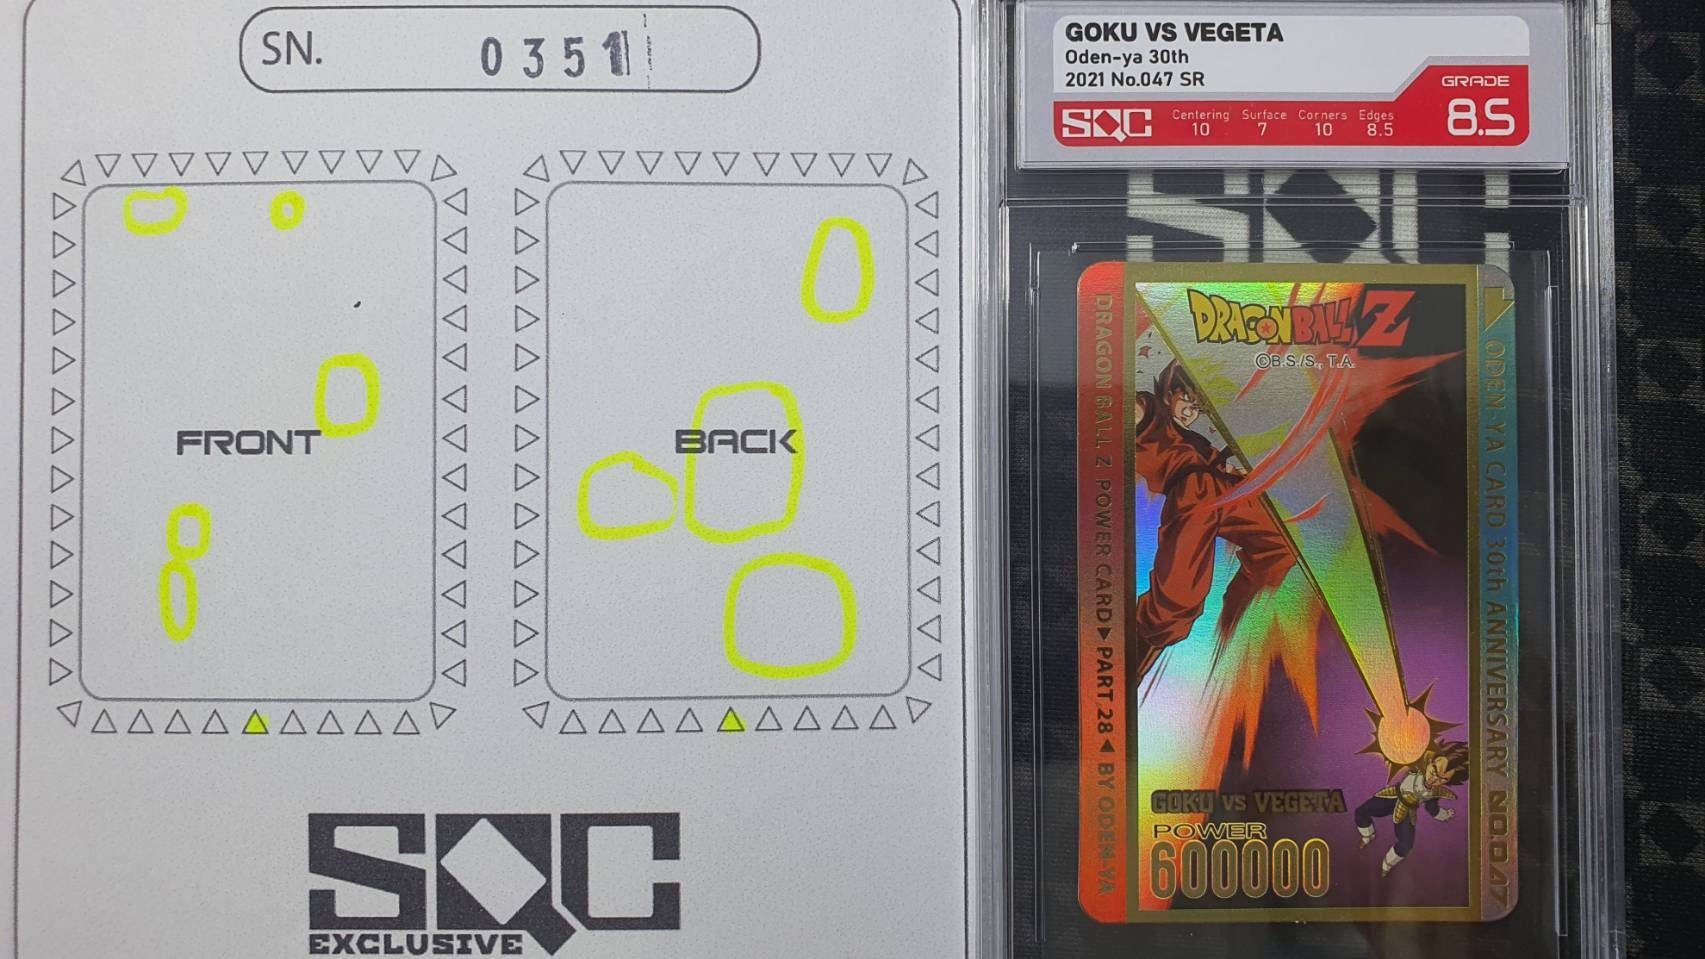 SN. 0351
FRONT
BACK
SQC
EXCLUSIVE
GOKU VS VEGETA
Oden-ya 30th
2021 No.047 SR
GRADE
8.5
SQC
Centering Surface Corners Edges
10 7 10 8.5
SQC
DRAGON BALL Z POWER CARD▶PART 28◀BY ODEN-YA
DRAGONBALL Z
©B.S./S., T.A.
GOKU VS VEGETA
POWER
600000
ODEN-YA CARD 30th ANNIVERSARY NO.047